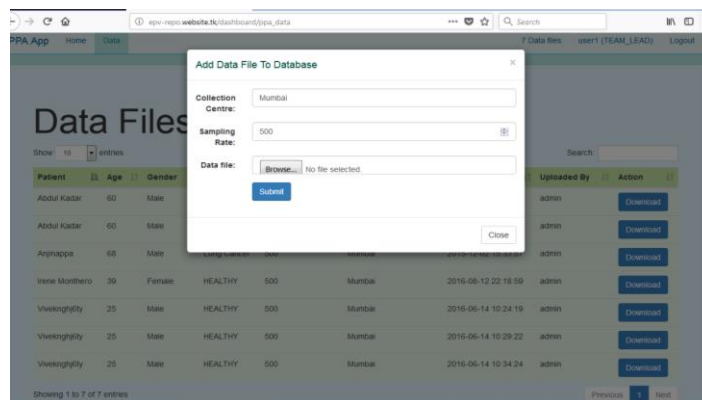 epv-repo.website.tk/dashboard/ppa_data
Search
PPA App Home Data 7 Data files user1 (TEAM_LEAD) Logout
Add Data File To Database ×
Collection Centre: Mumbai
Sampling Rate: 500
Data file: Browse... No file selected.
Submit
Close
Data Files
Show 10 entries Search:
Patient Age Gender Uploaded By Action
Abdul Kadar 60 Male admin Download
Abdul Kadar 60 Male admin Download
Anjnappa 68 Male Lung Cancer 500 Mumbai admin Download
Irene Monthero 39 Female HEALTHY 500 Mumbai 2016-06-12 22:18:59 admin Download
25 Male HEALTHY 500 Mumbai 2016-06-14 10:24:19 admin Download
25 Male HEALTHY 500 Mumbai 2016-06-14 10:29:22 admin Download
25 Male HEALTHY 500 Mumbai 2016-06-14 10:34:24 admin Download
Showing 1 to 7 of 7 entries Previous 1 Next